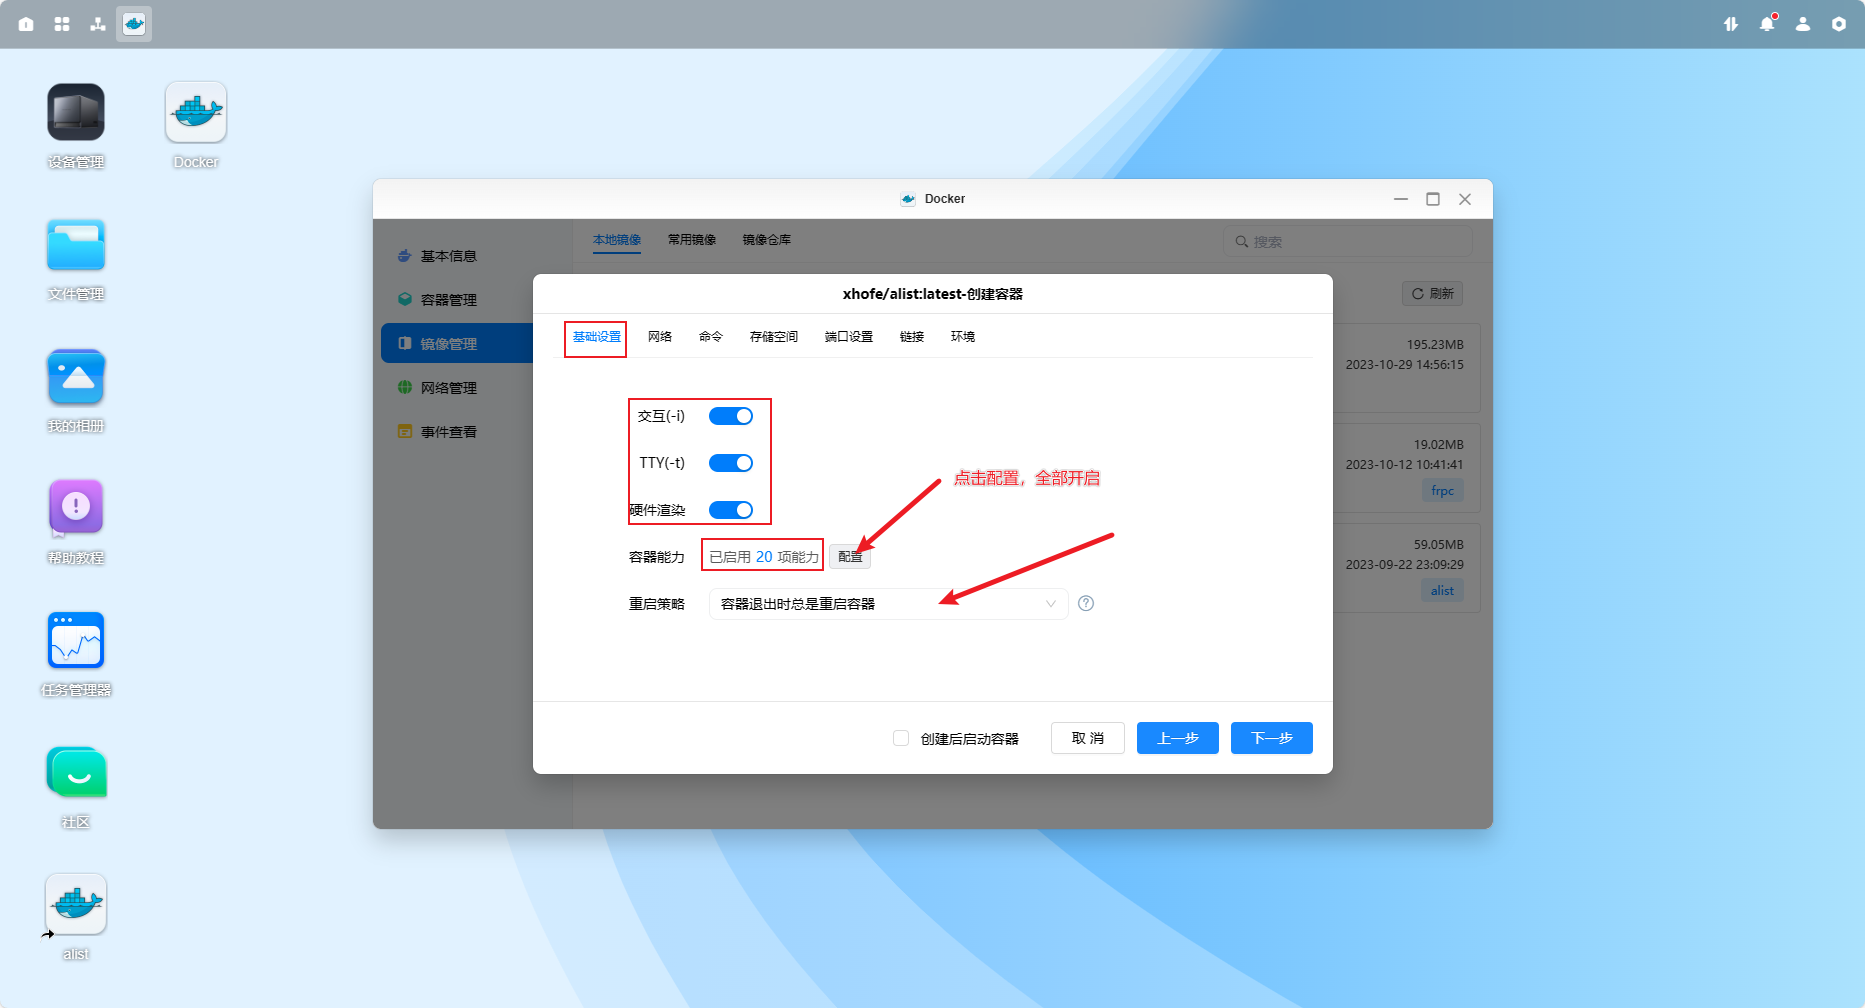 设备管理
Docker
文件管理
我的相册
帮助教程
任务管理器
社区
alist
Docker
基本信息
容器管理
镜像管理
网络管理
事件查看
本地镜像 常用镜像 镜像仓库
搜索
刷新
195.23MB
2023-10-29 14:56:15
19.02MB
2023-10-12 10:41:41
frpc
59.05MB
2023-09-22 23:09:29
alist
xhofe/alist:latest-创建容器
基础设置 网络 命令 存储空间 端口设置 链接 环境
交互(-i)
TTY(-t)
硬件渲染
点击配置，全部开启
容器能力 已启用 20 项能力 配置
重启策略 容器退出时总是重启容器
创建后启动容器 取 消 上一步 下一步